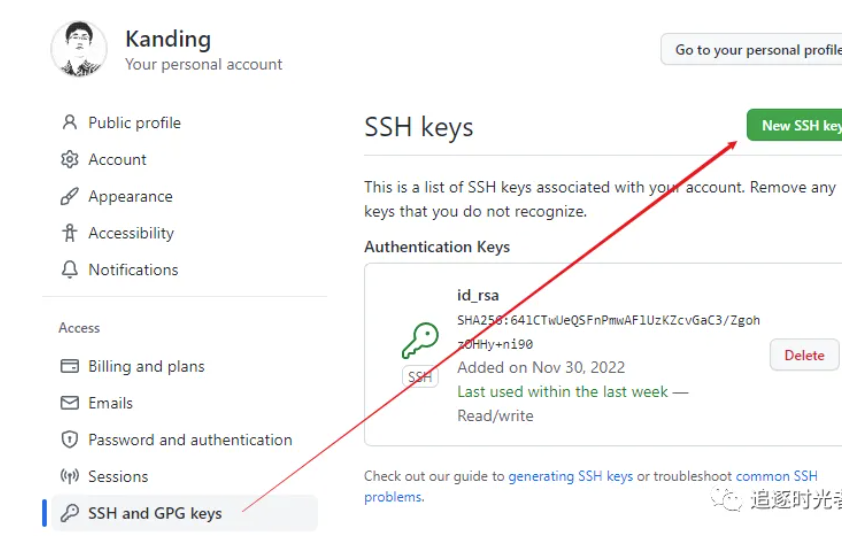 Kanding
Your personal account
Go to your personal profile
Public profile
Account
Appearance
Accessibility
Notifications
Access
Billing and plans
Emails
Password and authentication
Sessions
SSH and GPG keys
SSH keys
New SSH key
This is a list of SSH keys associated with your account. Remove any
keys that you do not recognize.
Authentication Keys
id_rsa
SHA256:64lCTwUeQSFnPmwAFlUzKZcvGaC3/Zgoh
zOHHy+ni90
SSH
Added on Nov 30, 2022
Last used within the last week —
Read/write
Delete
Check out our guide to generating SSH keys or troubleshoot common SSH
problems.
追逐时光者